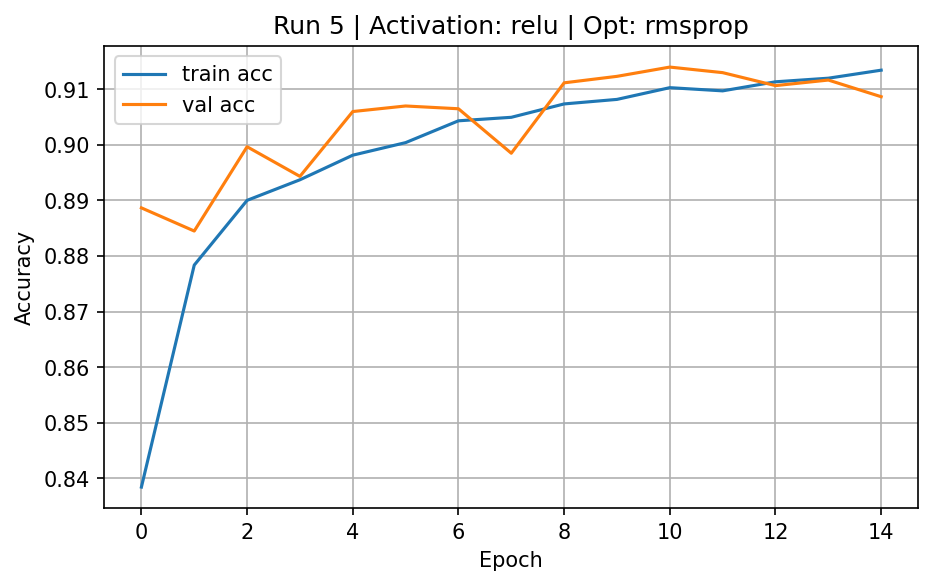 Run 5 | Activation: relu | Opt: rmsprop
train acc
val acc
0.91
0.90
0.89
0.88
0.87
0.86
0.85
0.84
Accuracy
0 2 4 6 8 10 12 14
Epoch